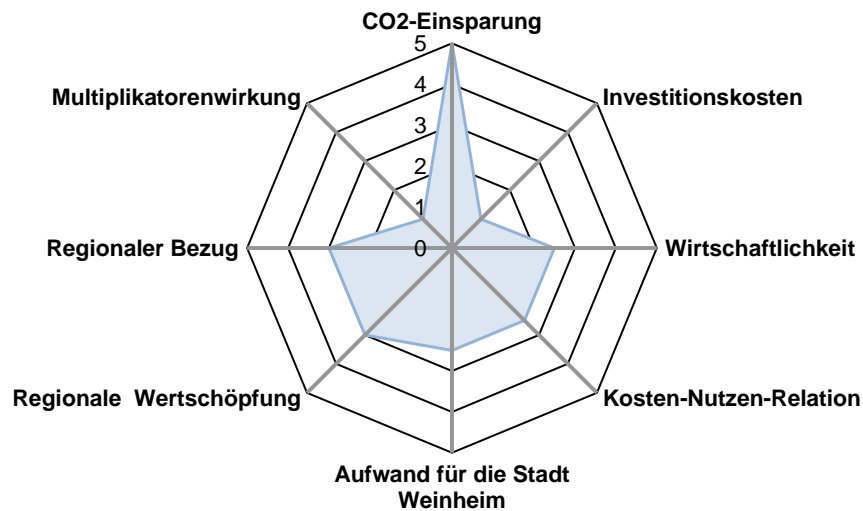 CO2-Einsparung
5
4
3
2
1
0
Multiplikatorenwirkung
Investitionskosten
Regionaler Bezug
Wirtschaftlichkeit
Regionale  Wertschöpfung
Kosten-Nutzen-Relation
Aufwand für die Stadt
Weinheim